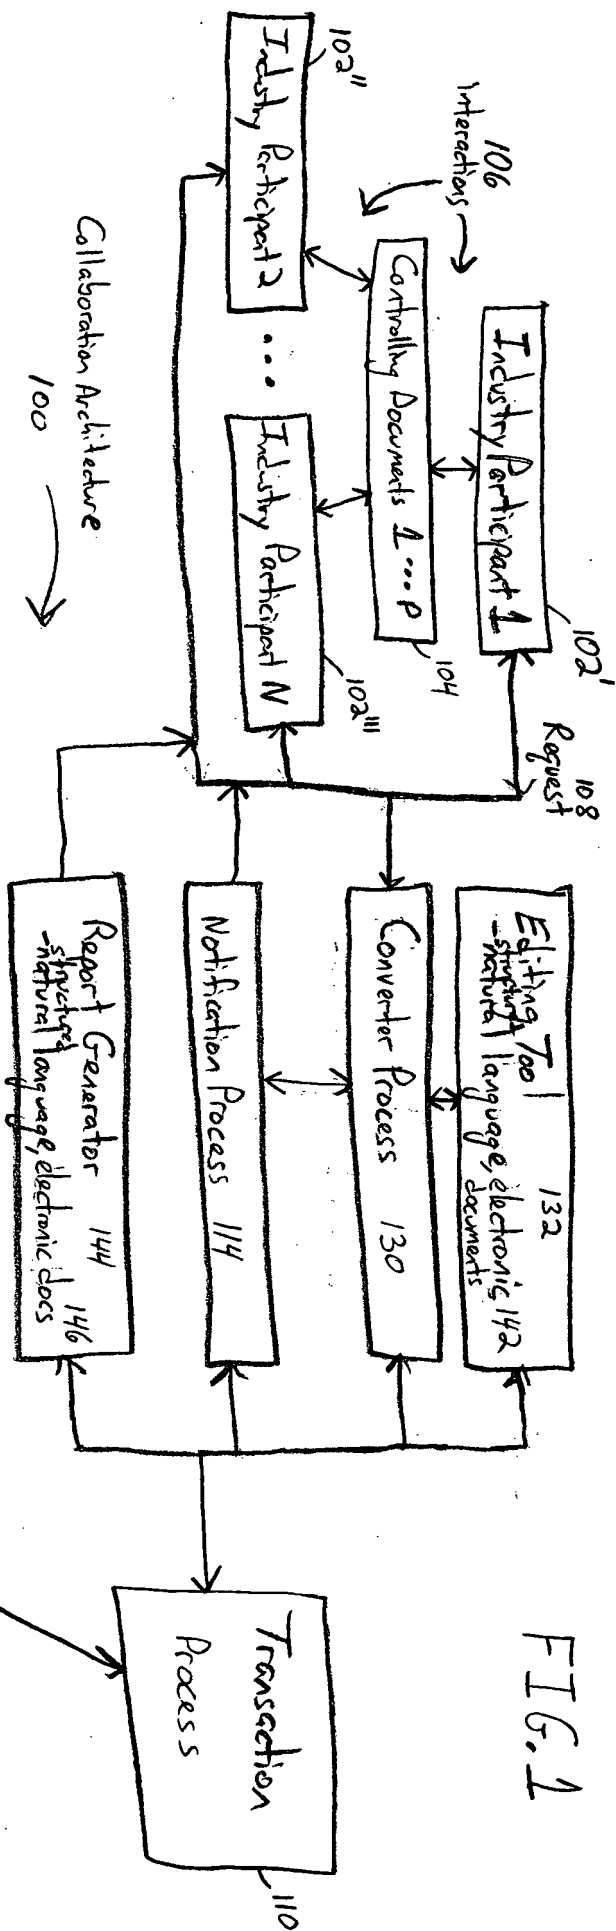 FIG. 1
102'
Industry Participant 1
106
Interactions
Controlling Documents 1 ... P
104
102"
Industry Participant 2
...
Industry Participant N
102'''
108
Request
Collaboration Architecture
100
Editing Tool 132
-structured
natural language, electronic 142
documents
Converter Process 130
Notification Process 114
Report Generator 144
-structured
natural language, electronic docs 146
Transaction
Process
110